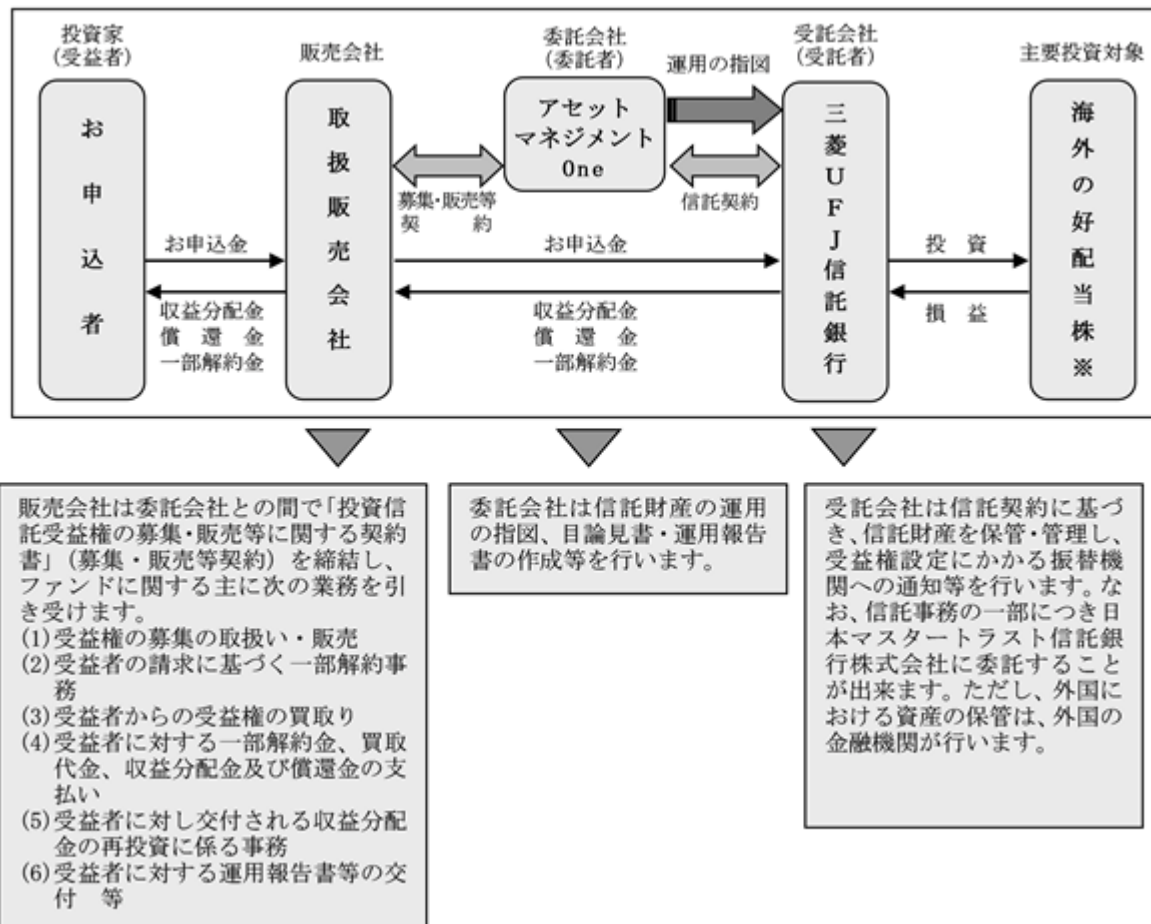 投資家
(受益者)
販売会社
委託会社
(委託者)
運用の指図
受託会社
(受託者)
主要投資対象
お申込者
取扱販売会社
アセット
マネジメント
One
三菱UFJ信託銀行
海外の好配当株※
募集・販売等
契　　約
信託契約
お申込金
お申込金
投　資
収益分配金
償　還　金
一部解約金
収益分配金
償　還　金
一部解約金
損　益
販売会社は委託会社との間で「投資信
託受益権の募集・販売等に関する契約
書」(募集・販売等契約) を締結し、
ファンドに関する主に次の業務を引
き受けます。
(1)受益権の募集の取扱い・販売
(2)受益者の請求に基づく一部解約事
務
(3)受益者からの受益権の買取り
(4)受益者に対する一部解約金、買取
代金、収益分配金及び償還金の支
払い
(5)受益者に対し交付される収益分配
金の再投資に係る事務
(6)受益者に対する運用報告書等の交
付　等
委託会社は信託財産の運用
の指図、目論見書・運用報告
書の作成等を行います。
受託会社は信託契約に基づ
き、信託財産を保管・管理し、
受益権設定にかかる振替機
関への通知等を行います。な
お、信託事務の一部につき日
本マスタートラスト信託銀
行株式会社に委託すること
が出来ます。ただし、外国に
おける資産の保管は、外国の
金融機関が行います。